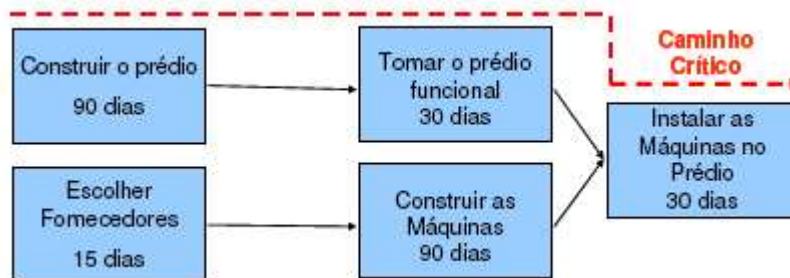 Construir o prédio
90 dias
Tomar o prédio
funcional
30 dias
Caminho
Crítico
Instalar as
Máquinas no
Prédio
30 dias
Escolher
Fornecedores
15 dias
Construir as
Máquinas
90 dias